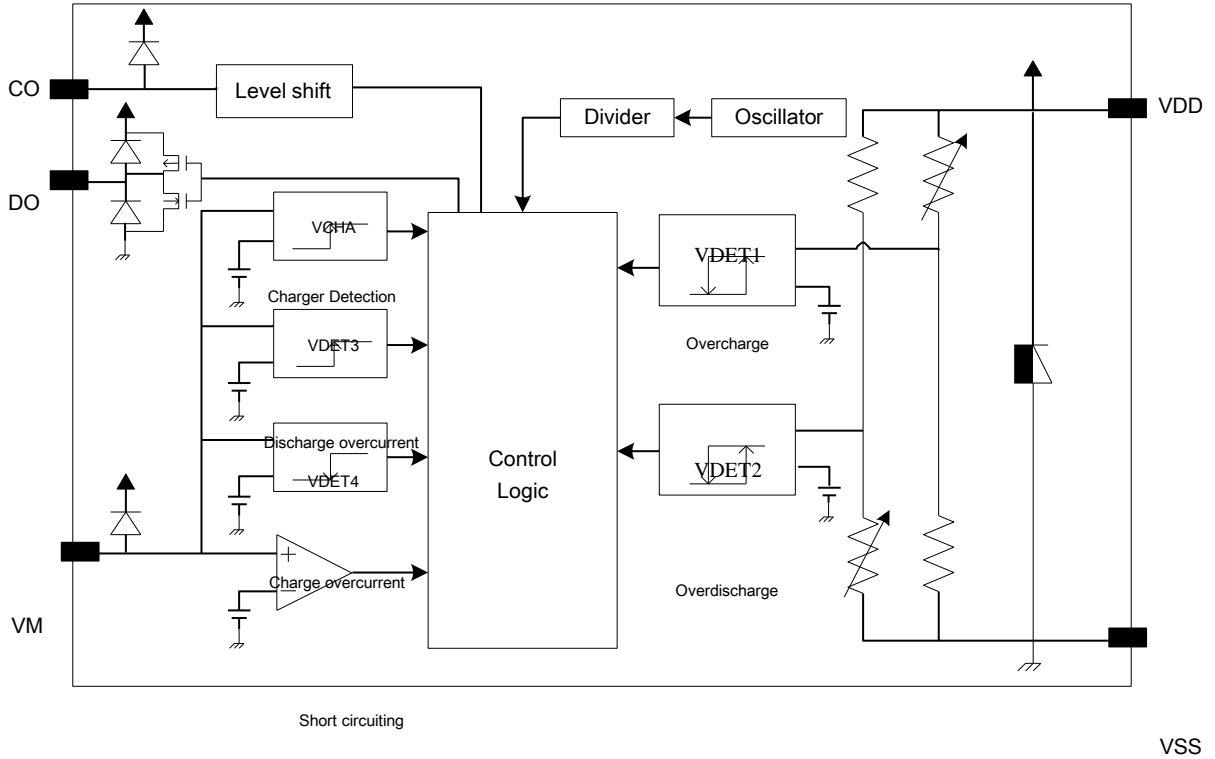 CO
Level shift
Divider
Oscillator
VDD
DO
VCHA
VDET1
Charger Detection
VDET3
Overcharge
Discharge overcurrent
VDET4
Control
Logic
VDET2
+
Charge overcurrent
−
Overdischarge
VM
Short circuiting
VSS